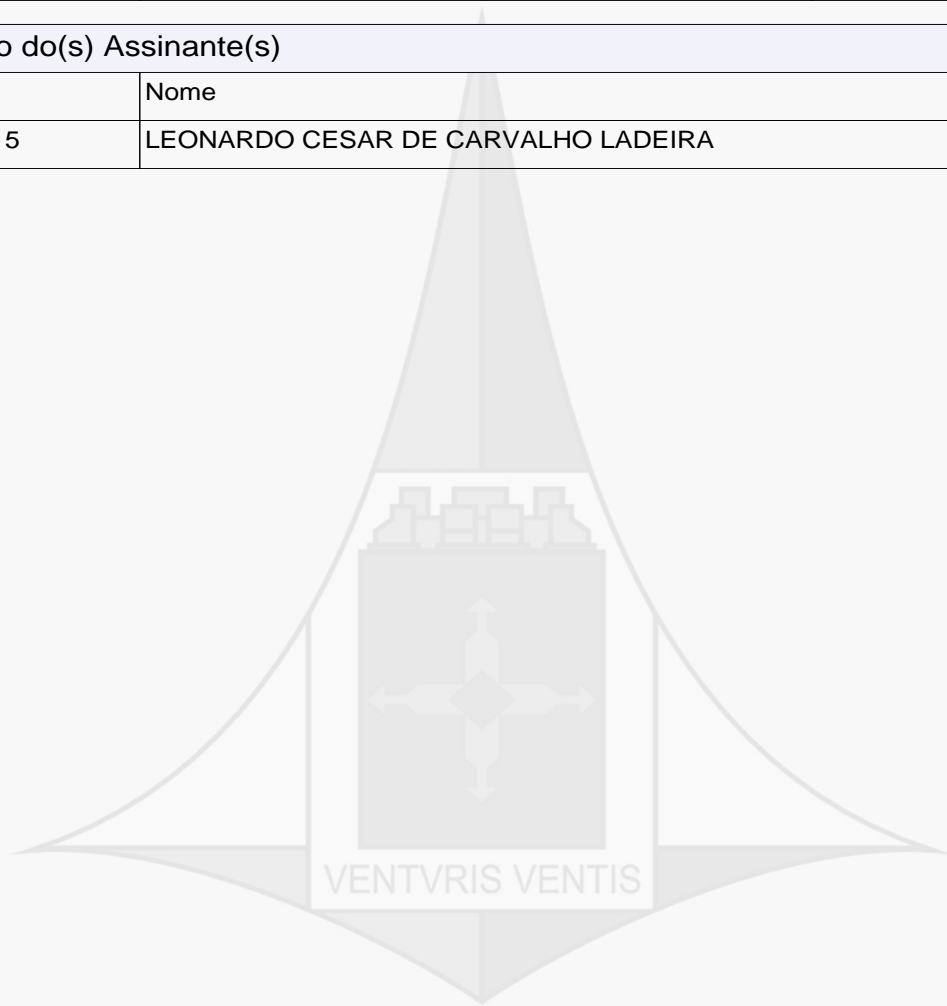 o do(s) Assinante(s)
Nome
5 LEONARDO CESAR DE CARVALHO LADEIRA
VENTVRIS VENTIS